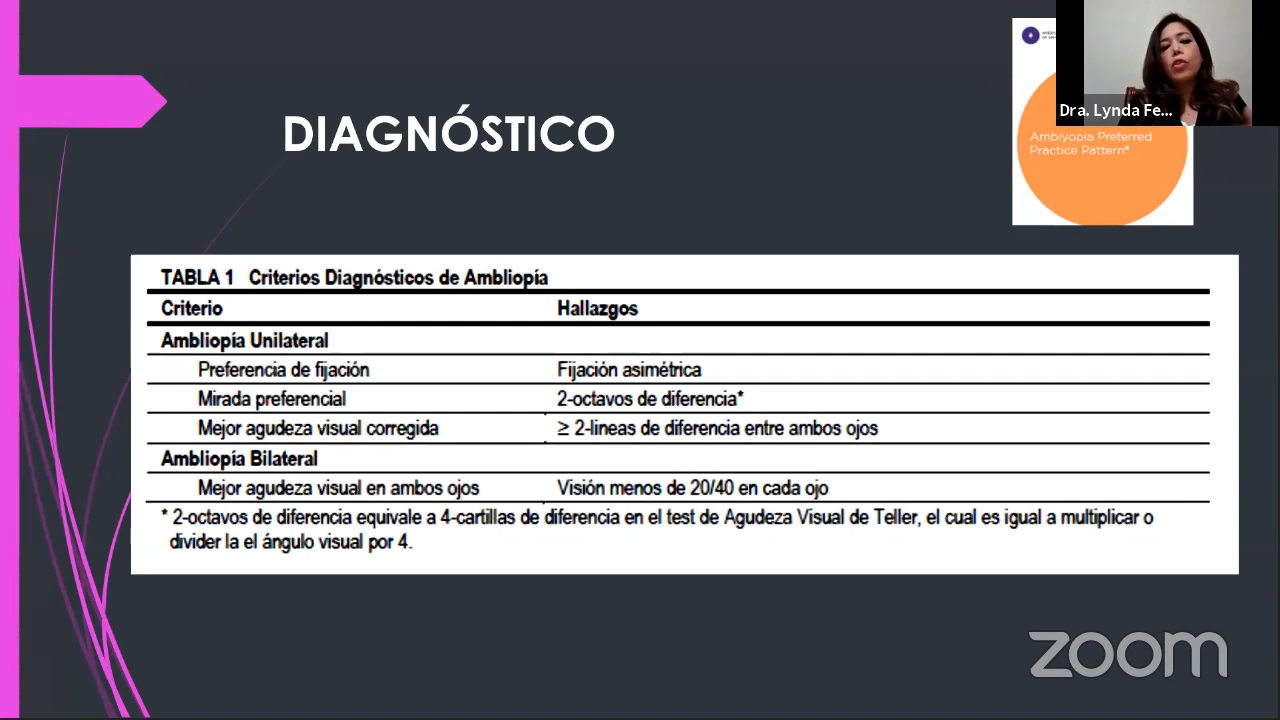 Dra. Lynda Fe...
Amblyopia Preferred
Practice Pattern®
DIAGNÓSTICO
TABLA 1 Criterios Diagnósticos de Ambliopía
Criterio Hallazgos
Ambliopía Unilateral
Preferencia de fijación Fijación asimétrica
Mirada preferencial 2-octavos de diferencia*
Mejor agudeza visual corregida ≥ 2-lineas de diferencia entre ambos ojos
Ambliopía Bilateral
Mejor agudeza visual en ambos ojos Visión menos de 20/40 en cada ojo
* 2-octavos de diferencia equivale a 4-cartillas de diferencia en el test de Agudeza Visual de Teller, el cual es igual a multiplicar o
divider la el ángulo visual por 4.
zoom